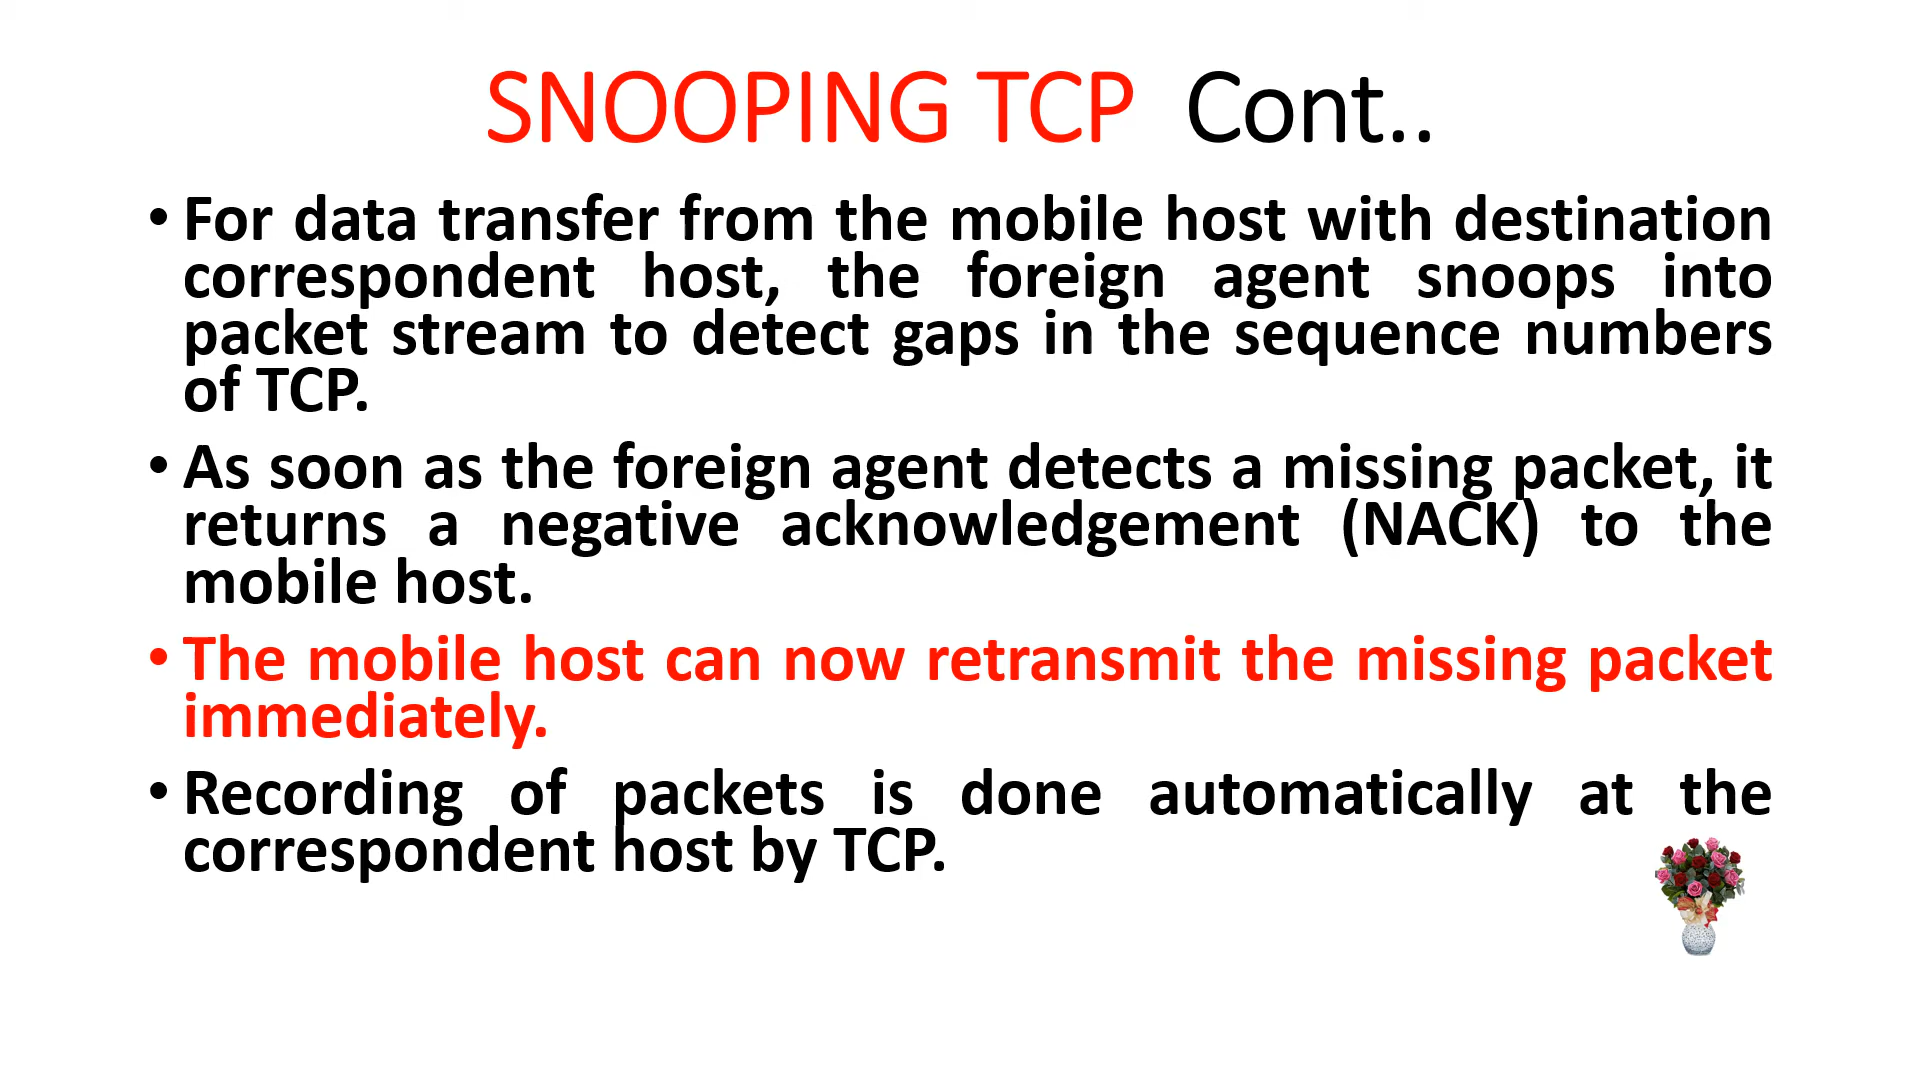 SNOOPING TCP Cont..
• For data transfer from the mobile host with destination
correspondent host, the foreign agent snoops into
packet stream to detect gaps in the sequence numbers
of TCP.
• As soon as the foreign agent detects a missing packet, it
returns a negative acknowledgement (NACK) to the
mobile host.
• The mobile host can now retransmit the missing packet
immediately.
• Recording of packets is done automatically at the
correspondent host by TCP.